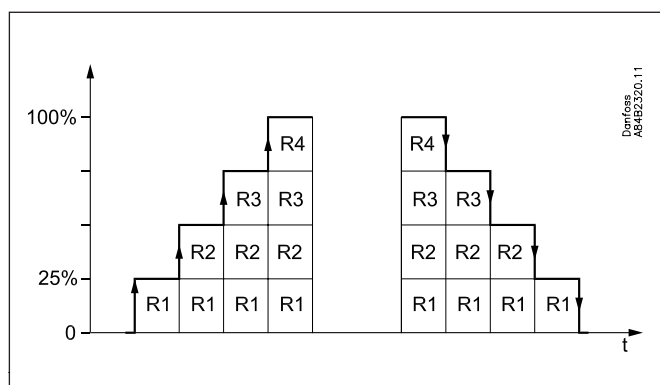 Danfoss
A84B2320.11
100%
R4 R4
R3 R3 R3 R3
R2 R2 R2 R2 R2 R2
25%
R1 R1 R1 R1 R1 R1 R1 R1
0
t